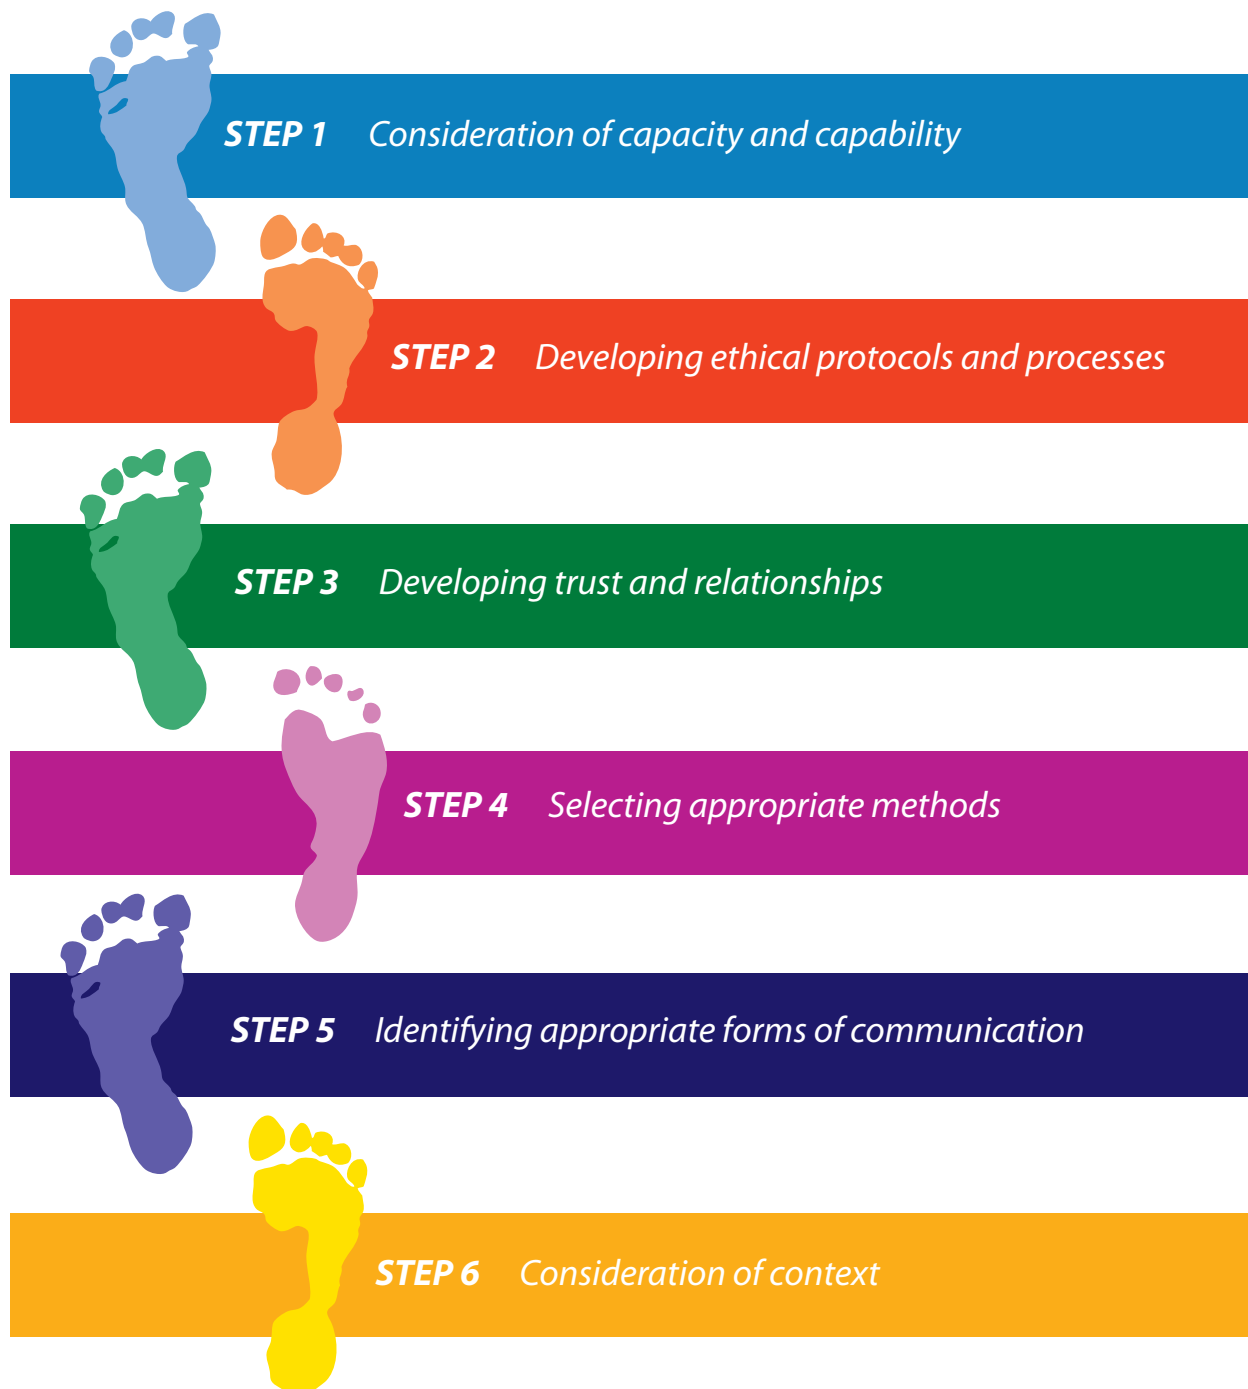 STEP 1 Consideration of capacity and capability
STEP 2 Developing ethical protocols and processes
STEP 3 Developing trust and relationships
STEP 4 Selecting appropriate methods
STEP 5 Identifying appropriate forms of communication
STEP 6 Consideration of context